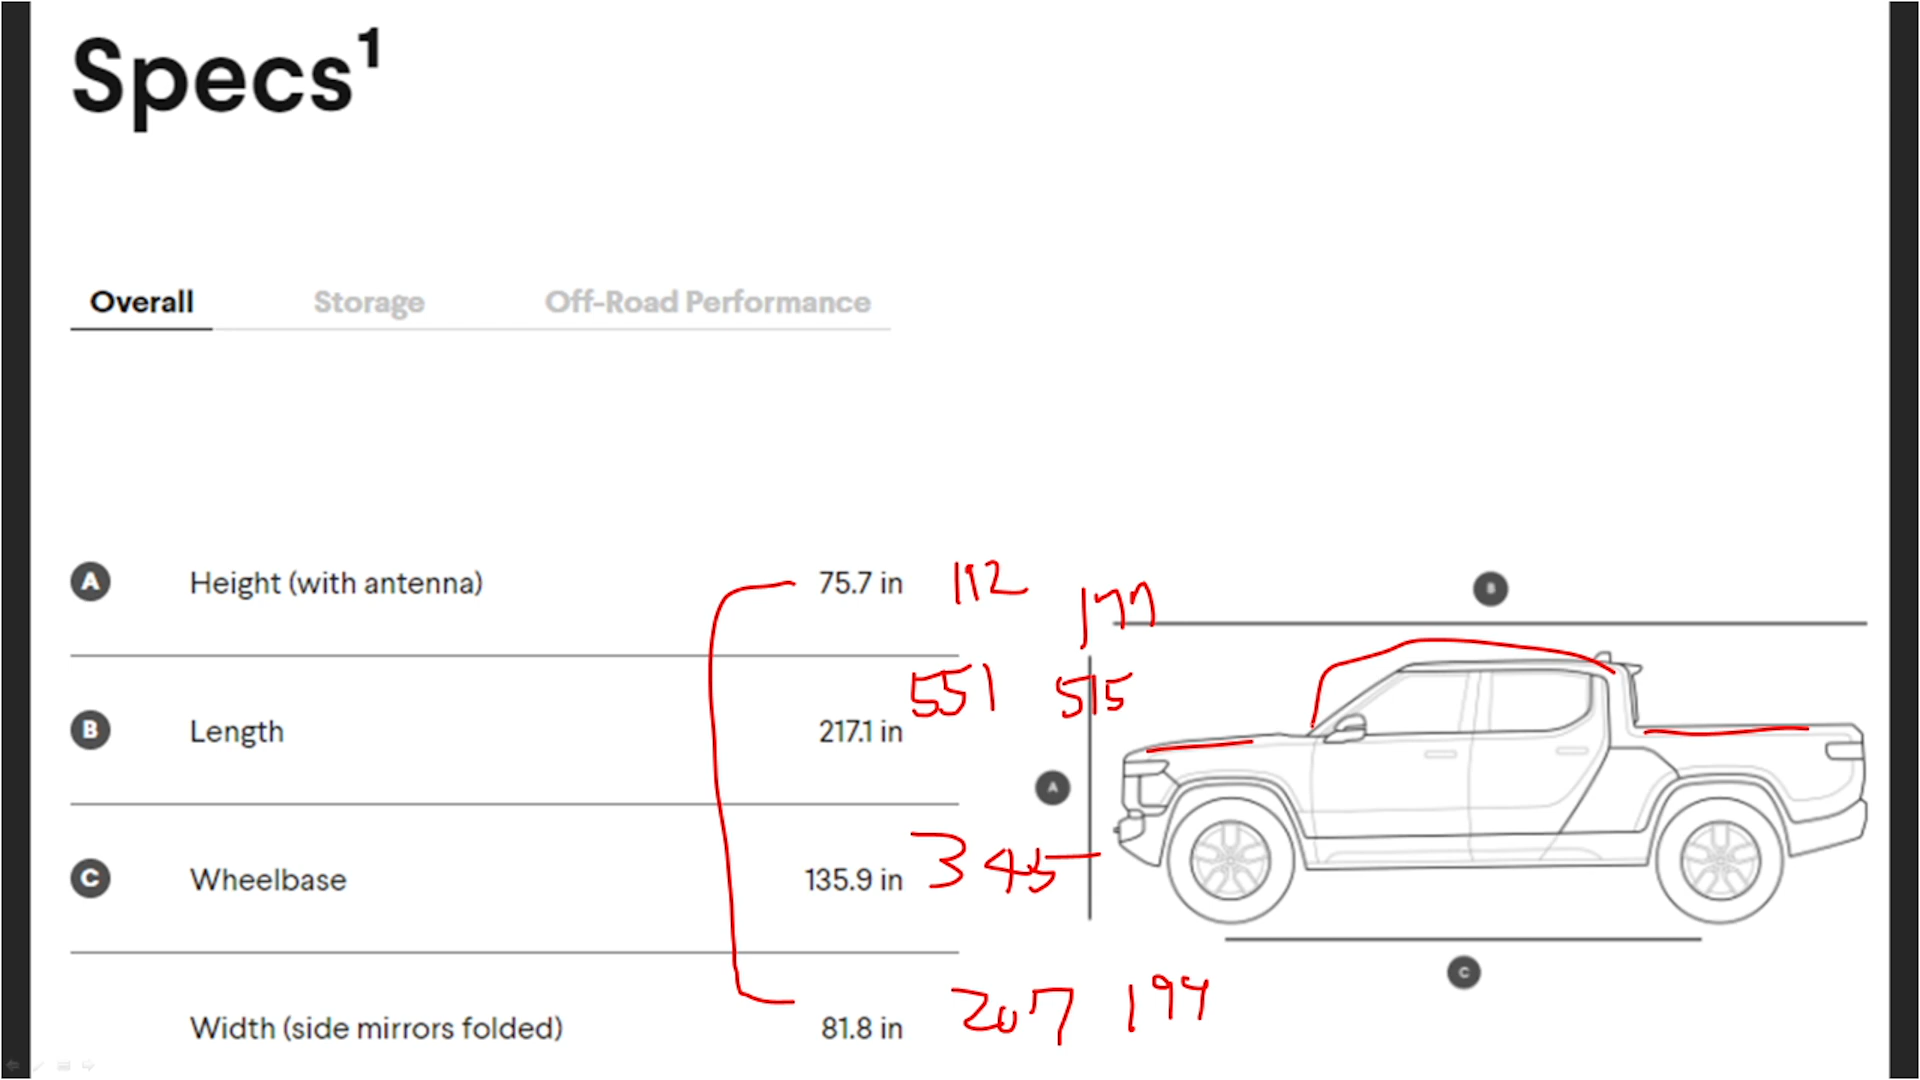 Specs¹
Overall Storage Off-Road Performance
A Height (with antenna) 75.7 in 192 177
B
B Length 217.1 in 551 515
A
C Wheelbase 135.9 in 345
C
Width (side mirrors folded) 81.8 in 207 194